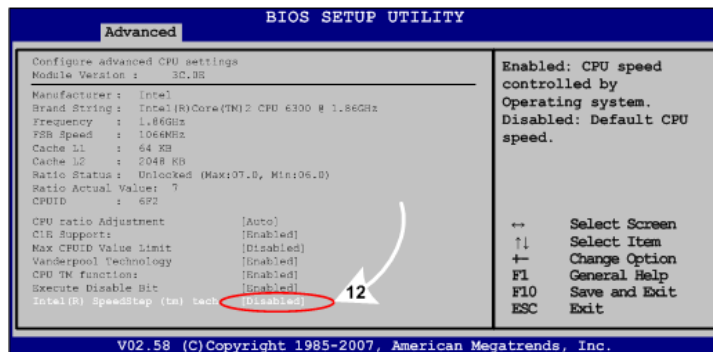 BIOS SETUP UTILITY
Advanced
Configure advanced CPU settings
Module Version : 3C.0E
Manufacturer : Intel
Brand String : Intel(R)Core(TM)2 CPU 6300 @ 1.86GHz
Frequency : 1.86GHz
FSB Speed : 1066MHz
Cache L1 : 64 KB
Cache L2 : 2048 KB
Ratio Status : Unlocked (Max:07.0, Min:06.0)
Ratio Actual Value: 7
CPUID : 6F2
CPU ratio Adjustment [Auto]
C1E Support: [Enabled]
Max CPUID Value Limit [Disabled]
Vanderpool Technology [Enabled]
CPU TM function: [Enabled]
Execute Disable Bit [Enabled]
Intel(R) SpeedStep (tm) tech [Disabled]
12
Enabled: CPU speed
controlled by
Operating system.
Disabled: Default CPU
speed.
↔ Select Screen
↑↓ Select Item
+- Change Option
F1 General Help
F10 Save and Exit
ESC Exit
V02.58 (C)Copyright 1985-2007, American Megatrends, Inc.